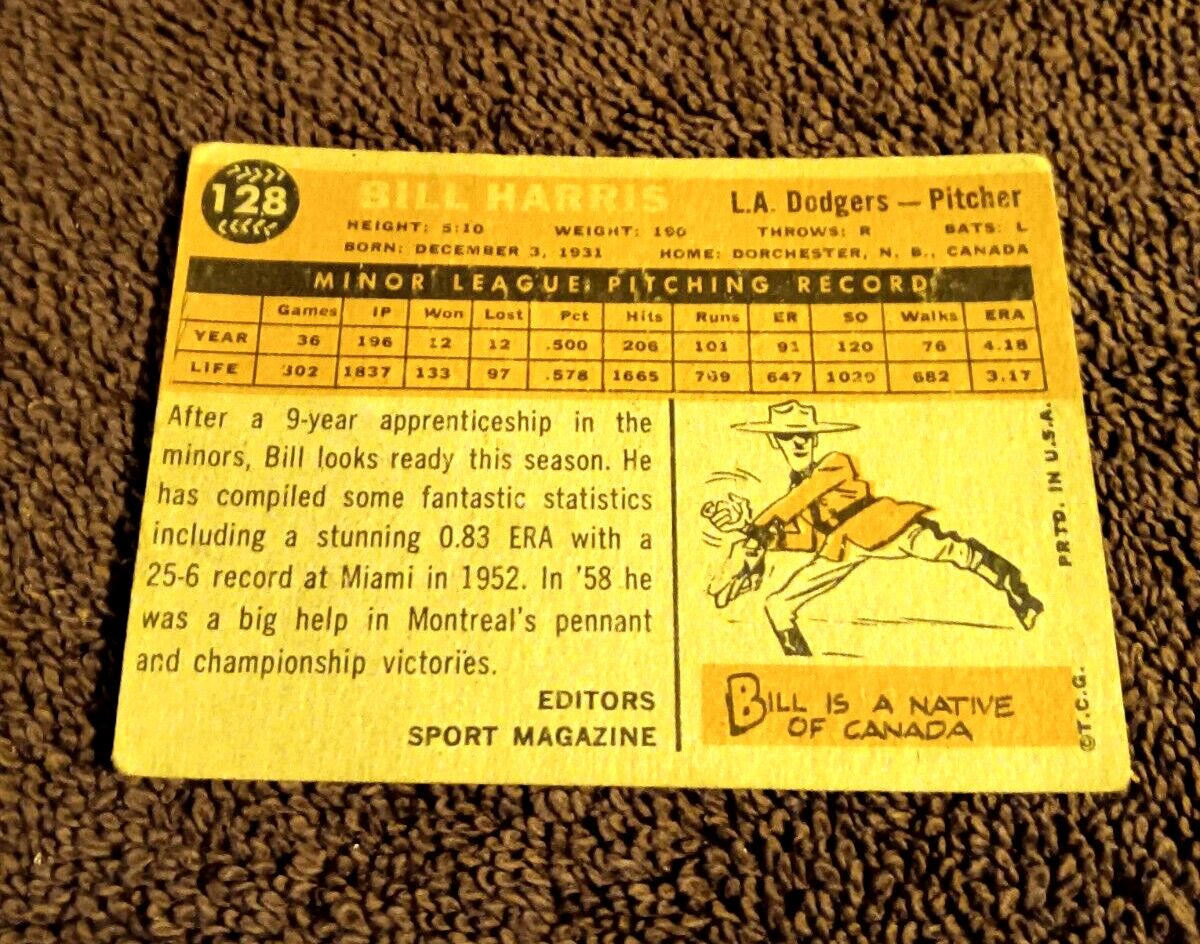 128
BILL HARRIS
L.A. Dodgers — Pitcher
HEIGHT: 5:10 WEIGHT: 190 THROWS: R BATS: L
BORN: DECEMBER 3, 1931 HOME: DORCHESTER, N. B., CANADA
MINOR LEAGUE PITCHING RECORD
Games IP Won Lost Pct Hits Runs ER SO Walks ERA
YEAR 36 196 12 12 .500 206 101 91 120 76 4.18
LIFE 302 1837 133 97 .578 1665 769 647 1029 682 3.17
After a 9-year apprenticeship in the
minors, Bill looks ready this season. He
has compiled some fantastic statistics
including a stunning 0.83 ERA with a
25-6 record at Miami in 1952. In '58 he
was a big help in Montreal's pennant
and championship victories.
EDITORS
SPORT MAGAZINE
BILL IS A NATIVE
OF CANADA
©T.C.G.
PRTD. IN U.S.A.